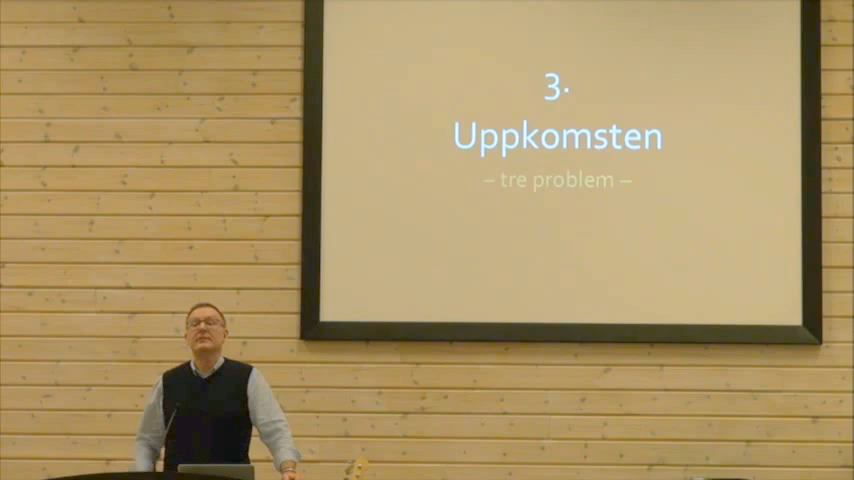 3.
Uppkomsten
– tre problem –